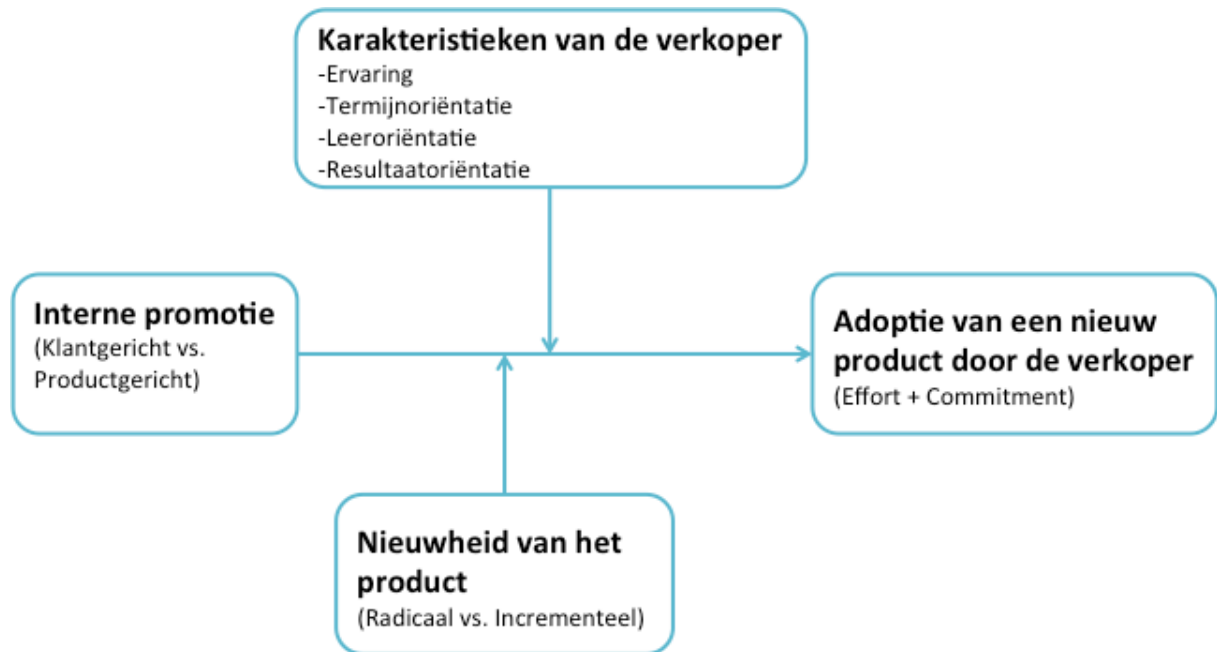 Karakteristieken van de verkoper
-Ervaring
-Termijnoriëntatie
-Leeroriëntatie
-Resultaatoriëntatie
Interne promotie
(Klantgericht vs.
Productgericht)
Adoptie van een nieuw
product door de verkoper
(Effort + Commitment)
Nieuwheid van het
product
(Radicaal vs. Incrementeel)